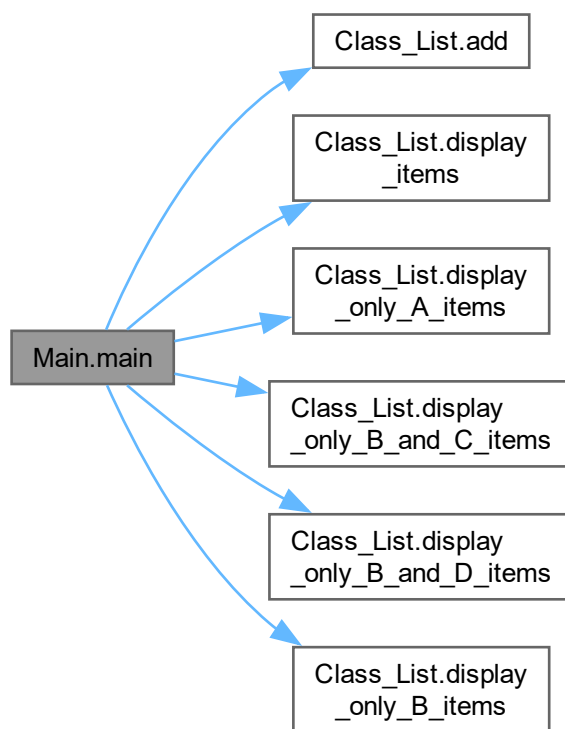 Class_List.add
Class_List.display
_items
Class_List.display
_only_A_items
Main.main
Class_List.display
_only_B_and_C_items
Class_List.display
_only_B_and_D_items
Class_List.display
_only_B_items